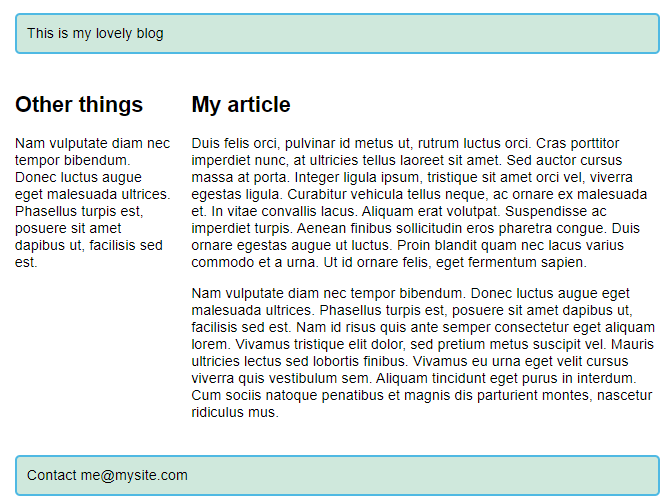 This is my lovely blog
Other things
Nam vulputate diam nec
tempor bibendum.
Donec luctus augue
eget malesuada ultrices.
Phasellus turpis est,
posuere sit amet
dapibus ut, facilisis sed
est.
My article
Duis felis orci, pulvinar id metus ut, rutrum luctus orci. Cras porttitor
imperdiet nunc, at ultricies tellus laoreet sit amet. Sed auctor cursus
massa at porta. Integer ligula ipsum, tristique sit amet orci vel, viverra
egestas ligula. Curabitur vehicula tellus neque, ac ornare ex malesuada
et. In vitae convallis lacus. Aliquam erat volutpat. Suspendisse ac
imperdiet turpis. Aenean finibus sollicitudin eros pharetra congue. Duis
ornare egestas augue ut luctus. Proin blandit quam nec lacus varius
commodo et a urna. Ut id ornare felis, eget fermentum sapien.
Nam vulputate diam nec tempor bibendum. Donec luctus augue eget
malesuada ultrices. Phasellus turpis est, posuere sit amet dapibus ut,
facilisis sed est. Nam id risus quis ante semper consectetur eget aliquam
lorem. Vivamus tristique elit dolor, sed pretium metus suscipit vel. Mauris
ultricies lectus sed lobortis finibus. Vivamus eu urna eget velit cursus
viverra quis vestibulum sem. Aliquam tincidunt eget purus in interdum.
Cum sociis natoque penatibus et magnis dis parturient montes, nascetur
ridiculus mus.
Contact me@mysite.com